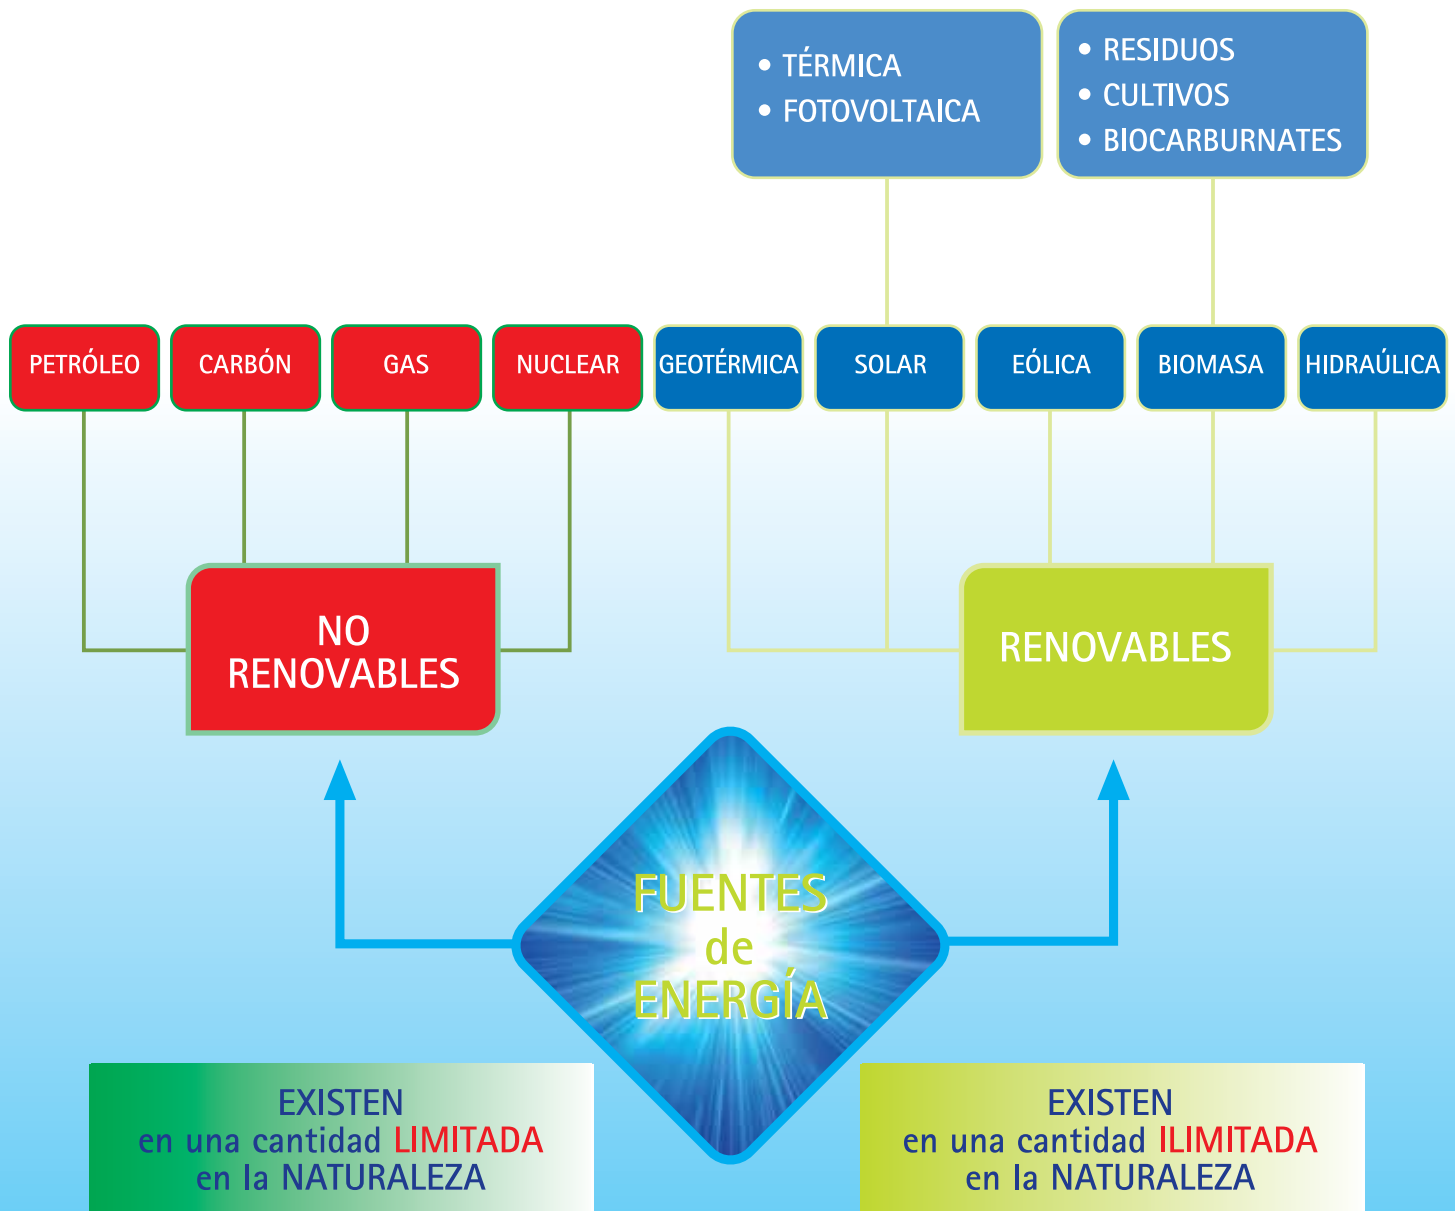 • TÉRMICA
• FOTOVOLTAICA
• RESIDUOS
• CULTIVOS
• BIOCARBURNATES
PETRÓLEO
CARBÓN
GAS
NUCLEAR
GEOTÉRMICA
SOLAR
EÓLICA
BIOMASA
HIDRAÚLICA
NO
RENOVABLES
RENOVABLES
FUENTES
de
ENERGÍA
EXISTEN
en una cantidad LIMITADA
en la NATURALEZA
EXISTEN
en una cantidad ILIMITADA
en la NATURALEZA